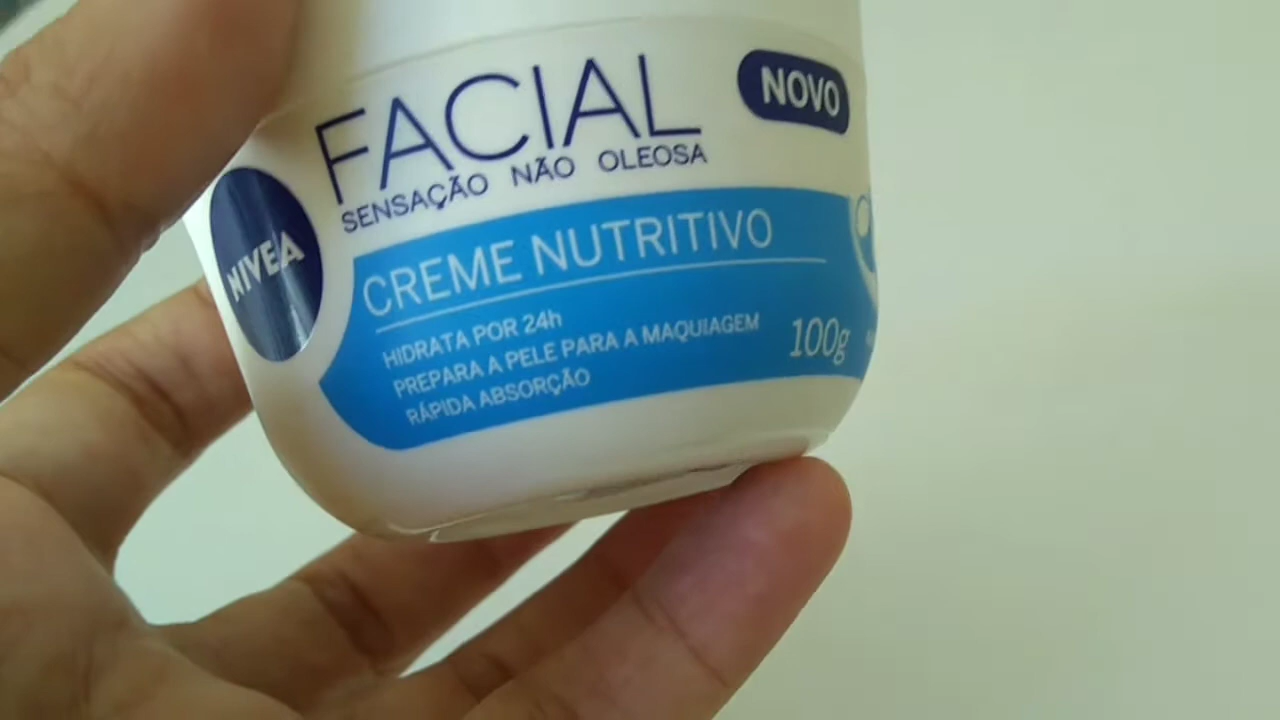 FACIAL
NOVO
SENSAÇÃO NÃO OLEOSA
NIVEA
CREME NUTRITIVO
HIDRATA POR 24h
PREPARA A PELE PARA A MAQUIAGEM
RÁPIDA ABSORÇÃO
100g